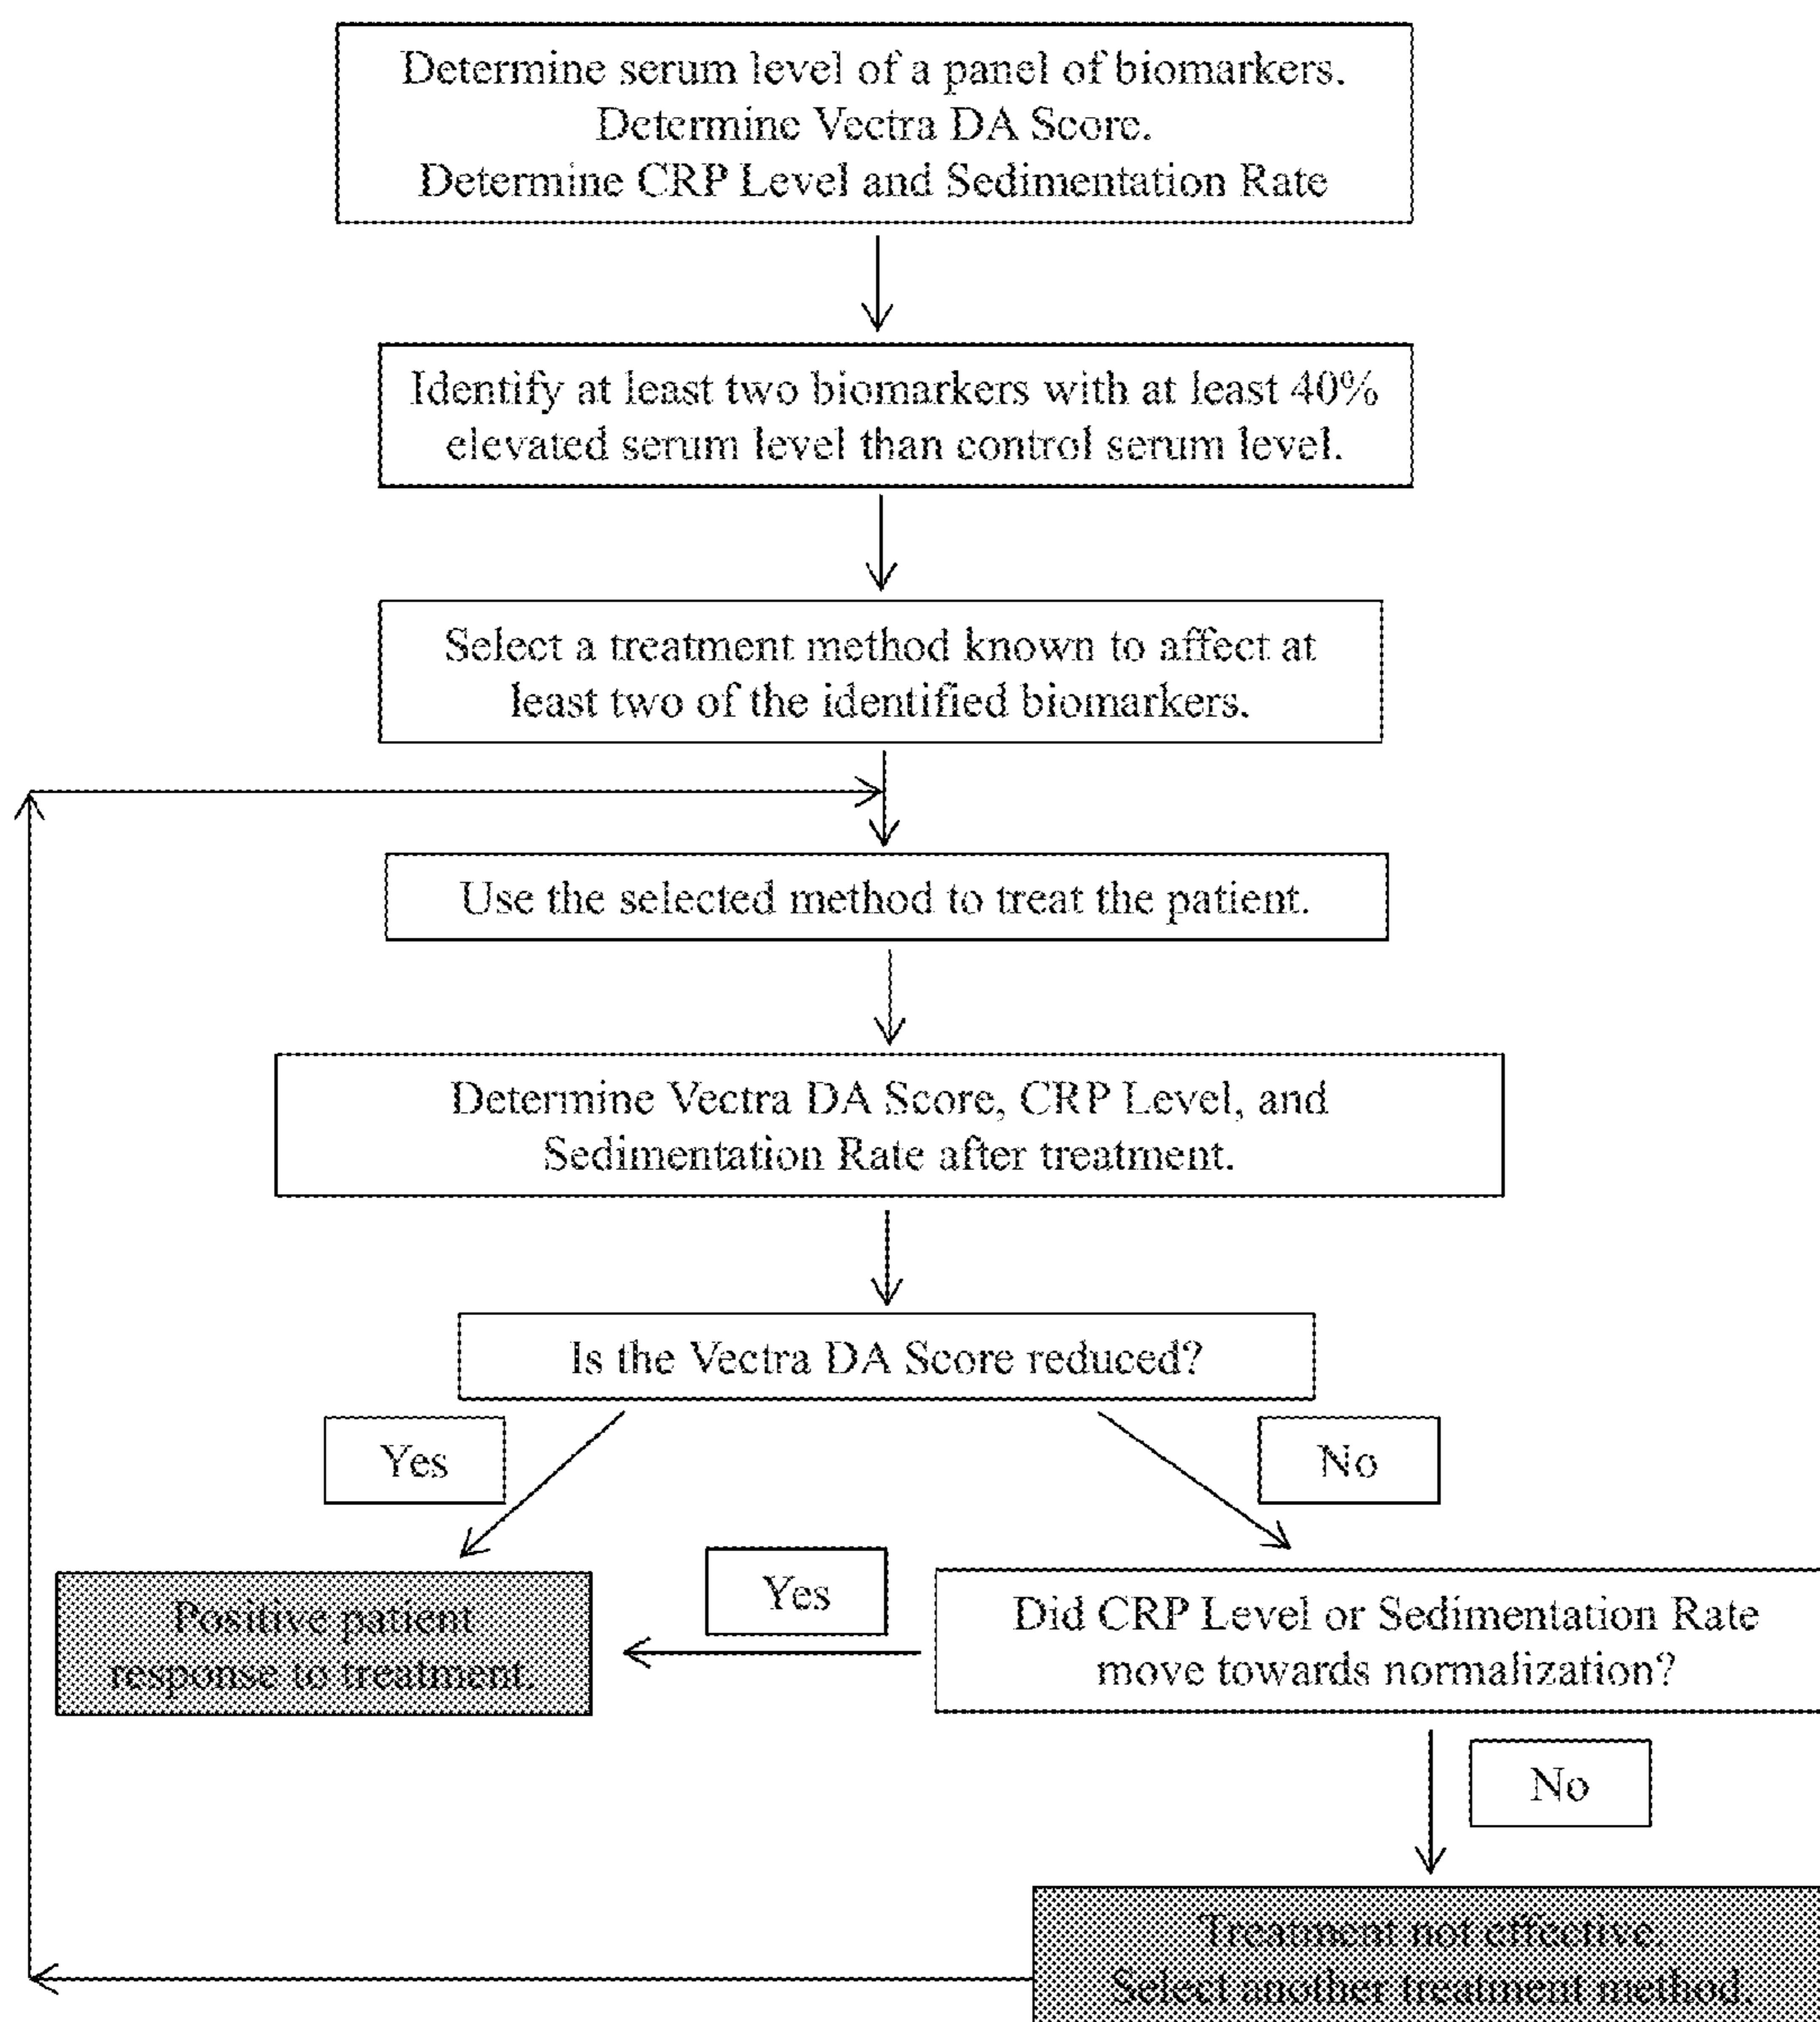 Determine serum level of a panel of biomarkers.
Determine Vectra DA Score.
Determine CRP Level and Sedimentation Rate
Identify at least two biomarkers with at least 40%
elevated serum level than control serum level.
Select a treatment method known to affect at
least two of the identified biomarkers.
Use the selected method to treat the patient.
Determine Vectra DA Score, CRP Level, and
Sedimentation Rate after treatment.
Is the Vectra DA Score reduced?
Yes
No
Yes
Positive patient
response to treatment.
Did CRP Level or Sedimentation Rate
move towards normalization?
No
Treatment not effective.
Select another treatment method.